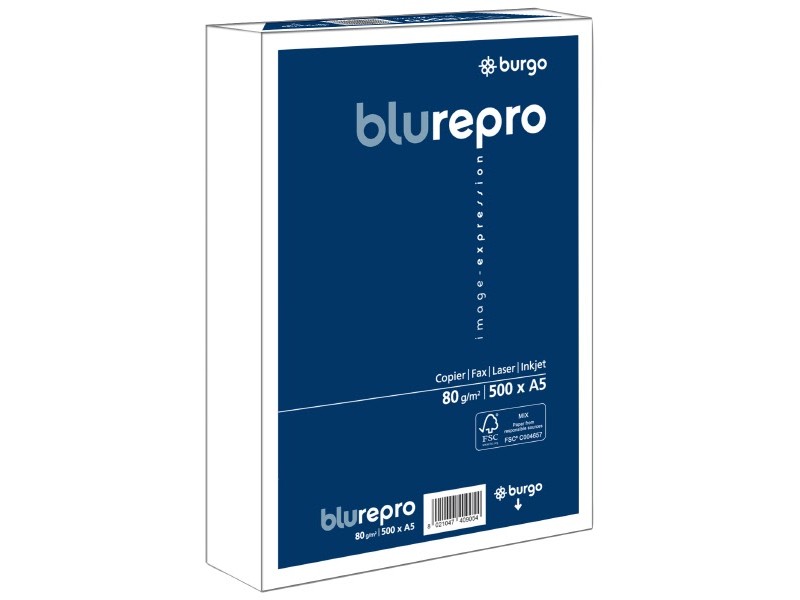 burgo
blurepro
image-expression
Copier|Fax|Laser|Inkjet
80 g/m² | 500 x A5
FSC
MIX
Paper from
responsible sources
FSC® C004657
blurepro
80 g/m² | 500 x A5
8 021047 409054
burgo